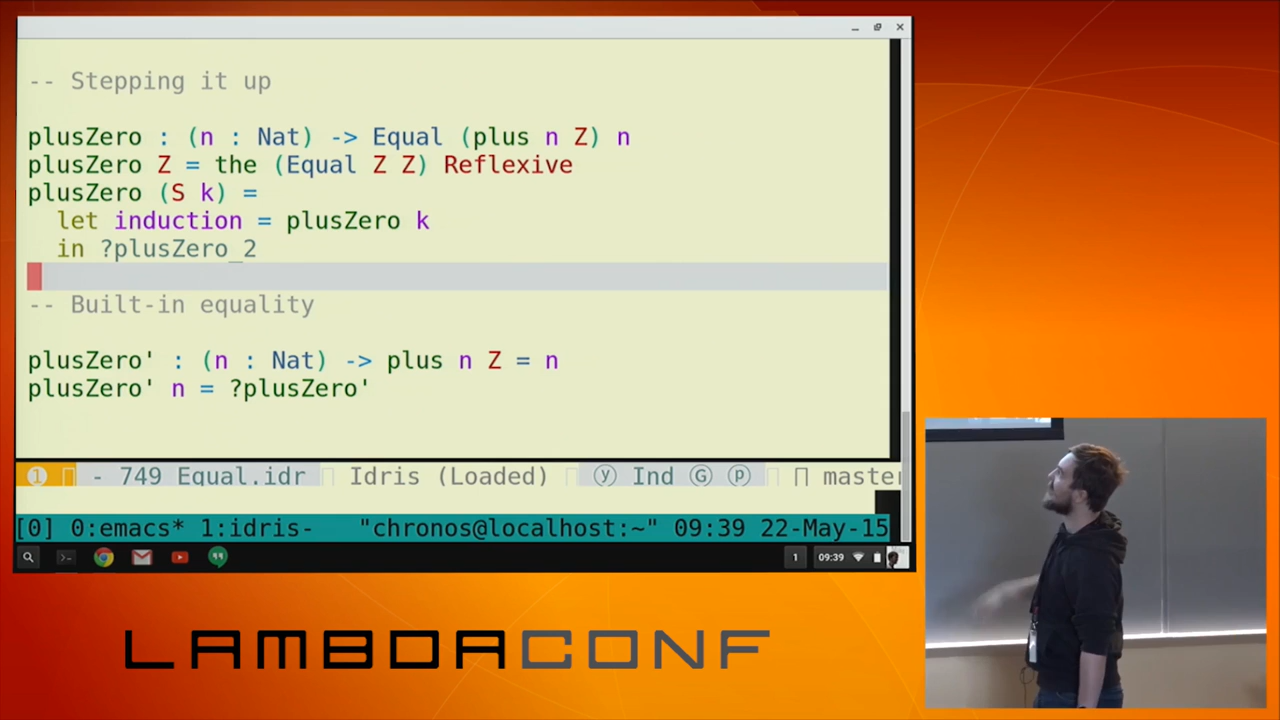 -- Stepping it up
plusZero : (n : Nat) -> Equal (plus n Z) n
plusZero Z = the (Equal Z Z) Reflexive
plusZero (S k) =
  let induction = plusZero k
  in ?plusZero_2
-- Built-in equality
plusZero' : (n : Nat) -> plus n Z = n
plusZero' n = ?plusZero'
1 - 749 Equal.idr Idris (Loaded) y Ind G p master
[0] 0:emacs* 1:idris- "chronos@localhost:~" 09:39 22-May-15
1 09:39
LAMBDACONF